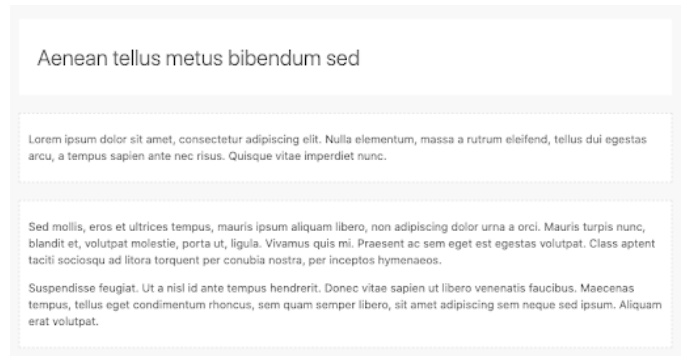 Aenean tellus metus bibendum sed
Lorem ipsum dolor sit amet, consectetur adipiscing elit. Nulla elementum, massa a rutrum eleifend, tellus dui egestas
arcu, a tempus sapien ante nec risus. Quisque vitae imperdiet nunc.
Sed mollis, eros et ultrices tempus, mauris ipsum aliquam libero, non adipiscing dolor urna a orci. Mauris turpis nunc,
blandit et, volutpat molestie, porta ut, ligula. Vivamus quis mi. Praesent ac sem eget est egestas volutpat. Class aptent
taciti sociosqu ad litora torquent per conubia nostra, per inceptos hymenaeos.
Suspendisse feugiat. Ut a nisl id ante tempus hendrerit. Donec vitae sapien ut libero venenatis faucibus. Maecenas
tempus, tellus eget condimentum rhoncus, sem quam semper libero, sit amet adipiscing sem neque sed ipsum. Aliquam
erat volutpat.